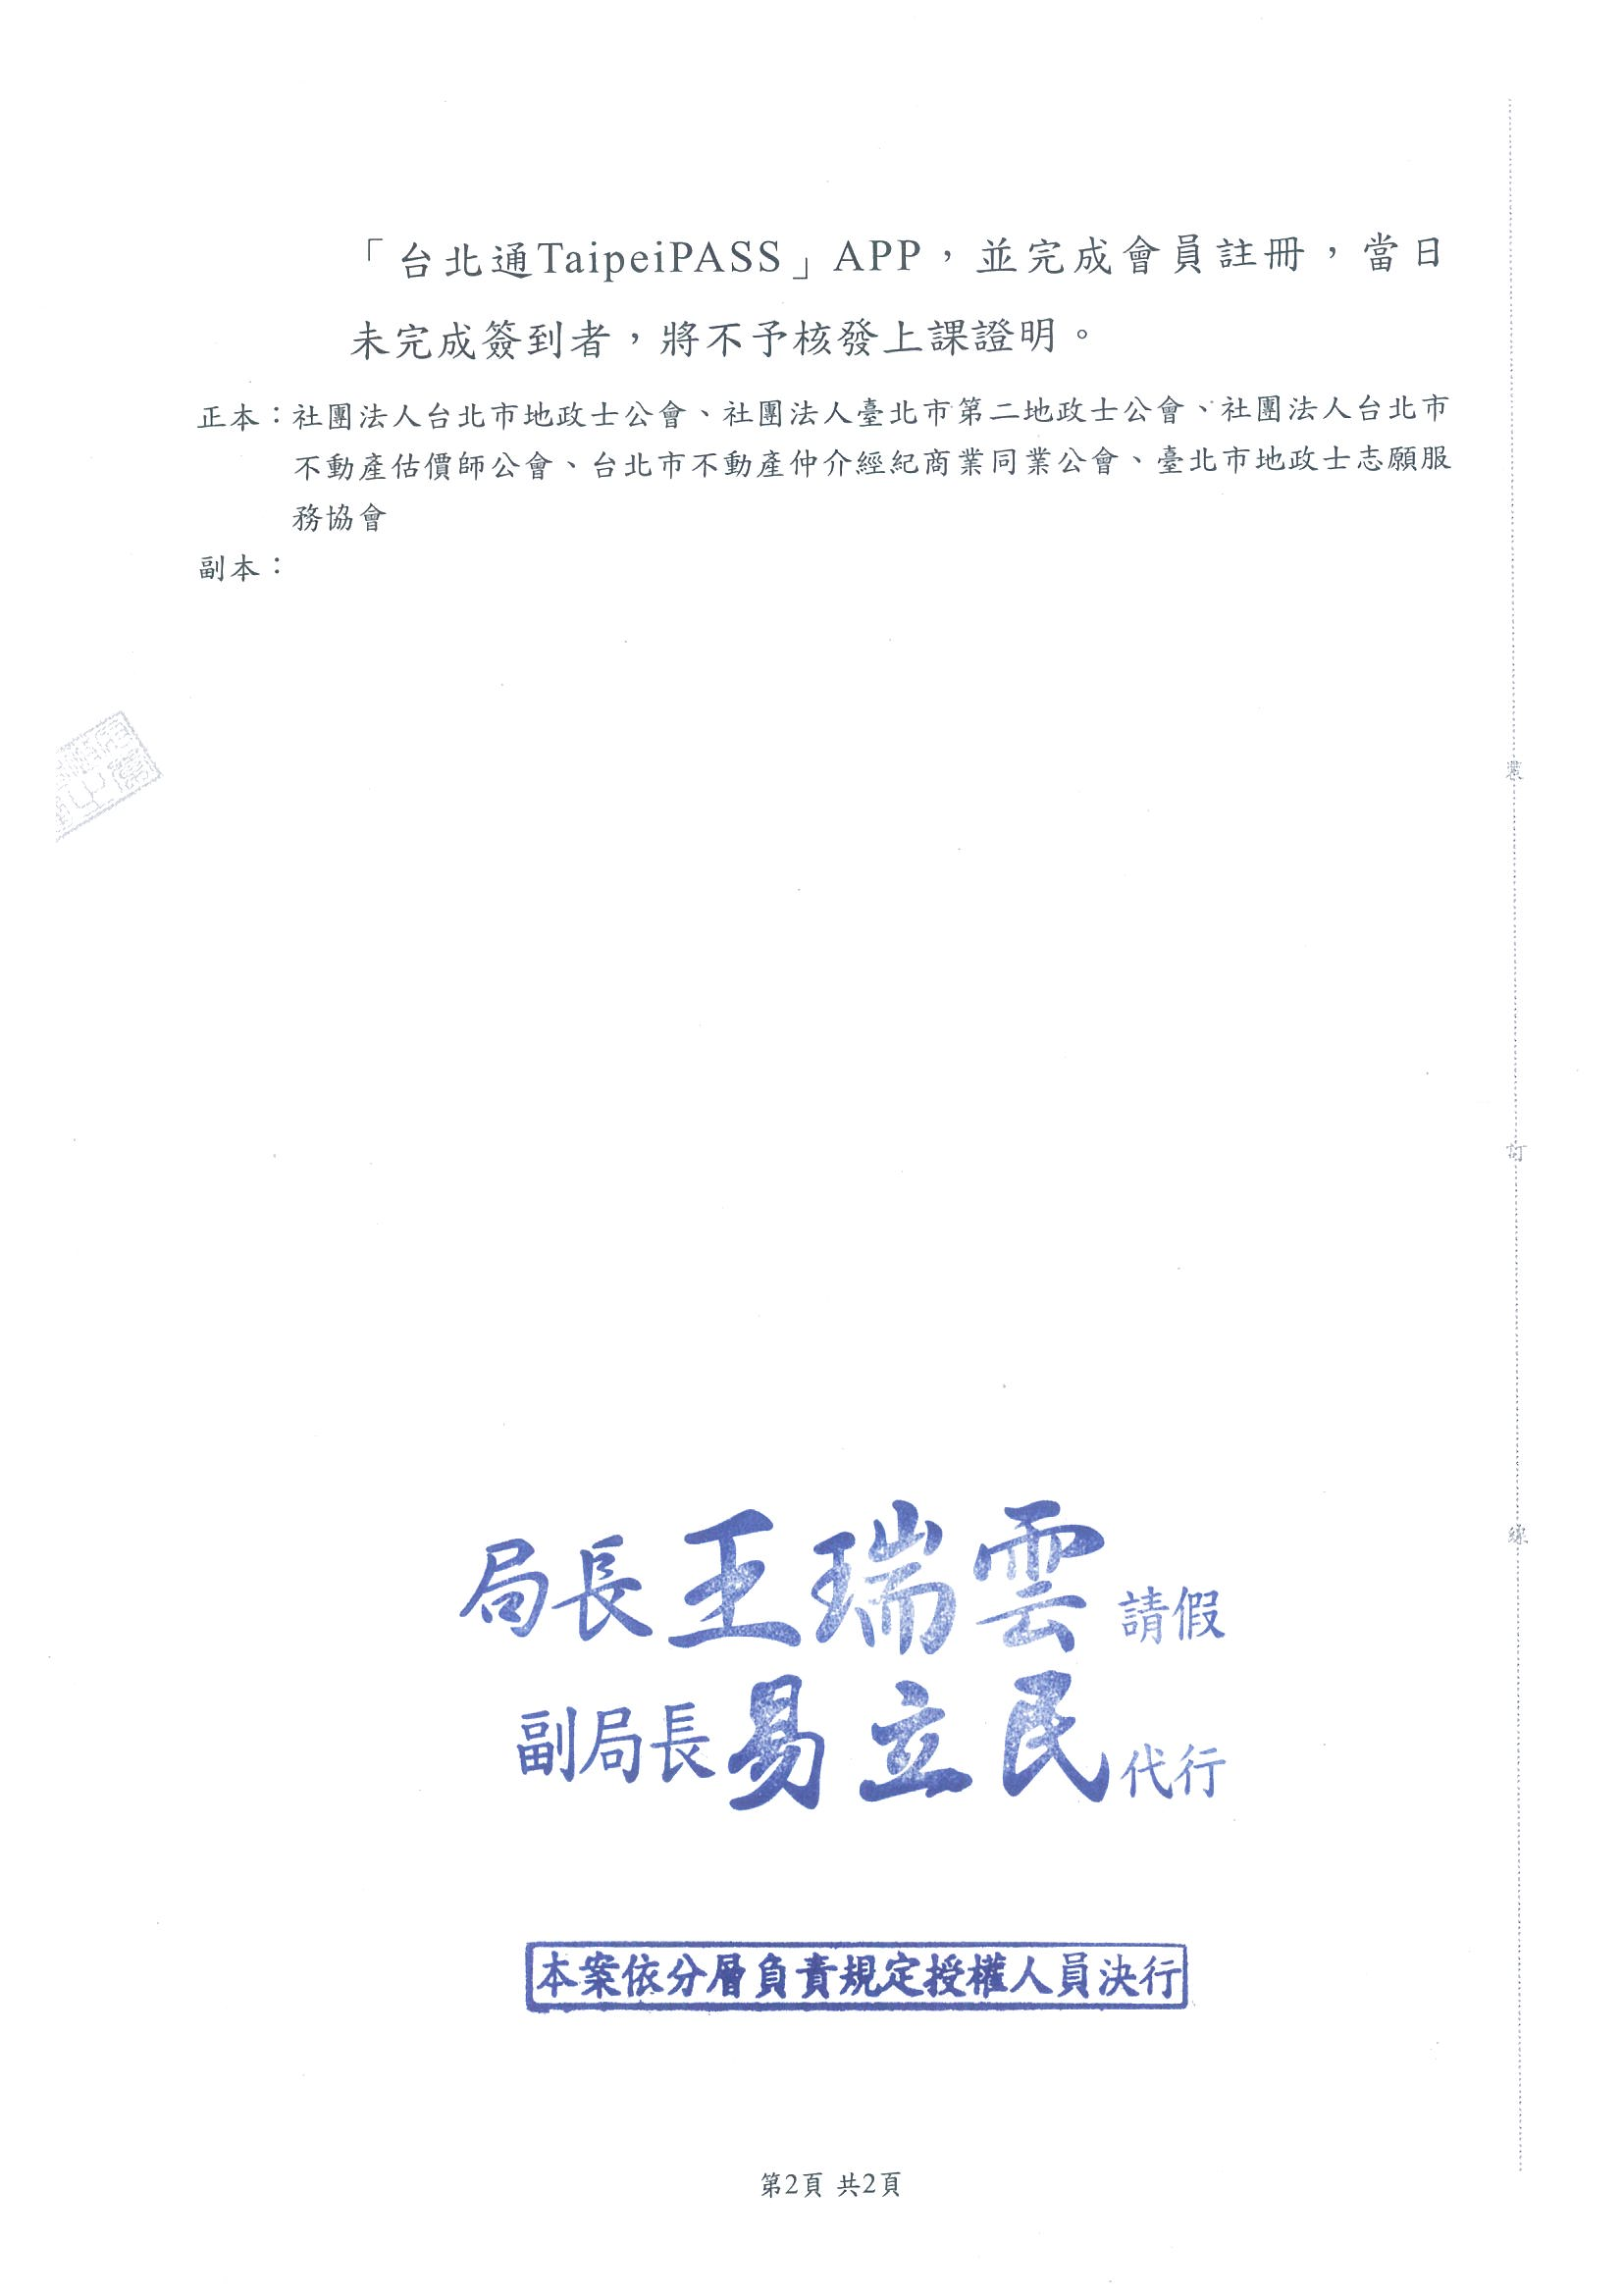 「台北通TaipeiPASS」APP，並完成會員註冊，當日
未完成簽到者，將不予核發上課證明。
正本：社團法人台北市地政士公會、社團法人臺北市第二地政士公會、社團法人台北市
不動產估價師公會、台北市不動產仲介經紀商業同業公會、臺北市地政士志願服
務協會
副本：
裝
訂
線
局長王瑞雲請假
副局長易立民代行
本案依分層負責規定授權人員決行
第2頁 共2頁